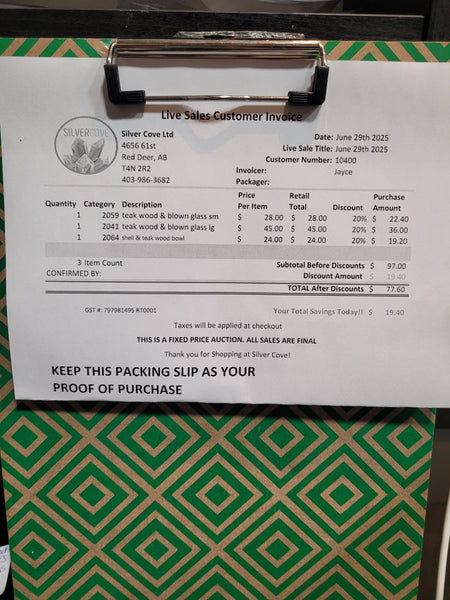 Live Sales Customer Invoice
SILVERCOVE
Silver Cove Ltd
4656 61st
Red Deer, AB
T4N 2R2
403-986-3682
Date: June 29th 2025
Live Sale Title: June 29th 2025
Customer Number: 10400
Invoicer: Jayce
Packager:
Quantity Category Description Price Per Item Retail Total Discount Purchase Amount
1 2059 teak wood & blown glass sm $ 28.00 $ 28.00 20% $ 22.40
1 2041 teak wood & blown glass lg $ 45.00 $ 45.00 20% $ 36.00
1 2064 shell & teak wood bowl $ 24.00 $ 24.00 20% $ 19.20
3 Item Count Subtotal Before Discounts $ 97.00
CONFIRMED BY: Discount Amount $ 19.40
TOTAL After Discounts $ 77.60
GST #: 797981495 RT0001 Your Total Savings Today!! $ 19.40
Taxes will be applied at checkout
THIS IS A FIXED PRICE AUCTION. ALL SALES ARE FINAL
Thank you for Shopping at Silver Cove!
KEEP THIS PACKING SLIP AS YOUR
PROOF OF PURCHASE